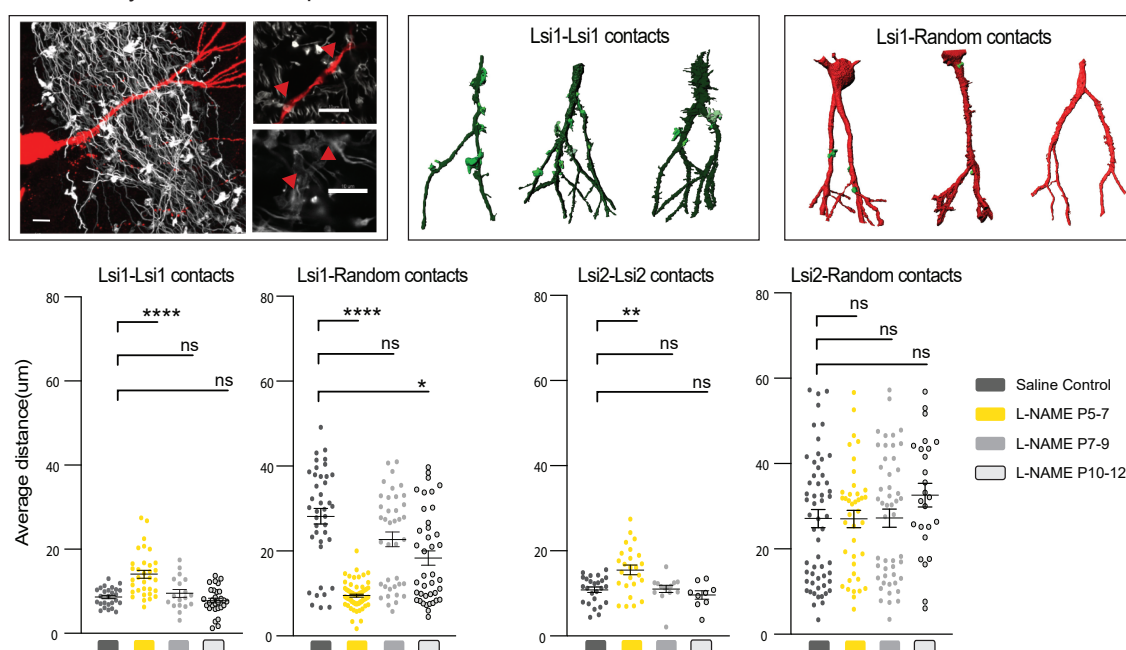 Lsi1-Lsi1 contacts
Lsi1-Random contacts
Lsi1-Lsi1 contacts
Lsi1-Random contacts
Lsi2-Lsi2 contacts
Lsi2-Random contacts
Average distance(um)
80
60
40
20
0
****
ns
ns
80
60
40
20
0
****
ns
*
80
60
40
20
0
**
ns
ns
80
60
40
20
0
ns
ns
ns
Saline Control
L-NAME P5-7
L-NAME P7-9
L-NAME P10-12